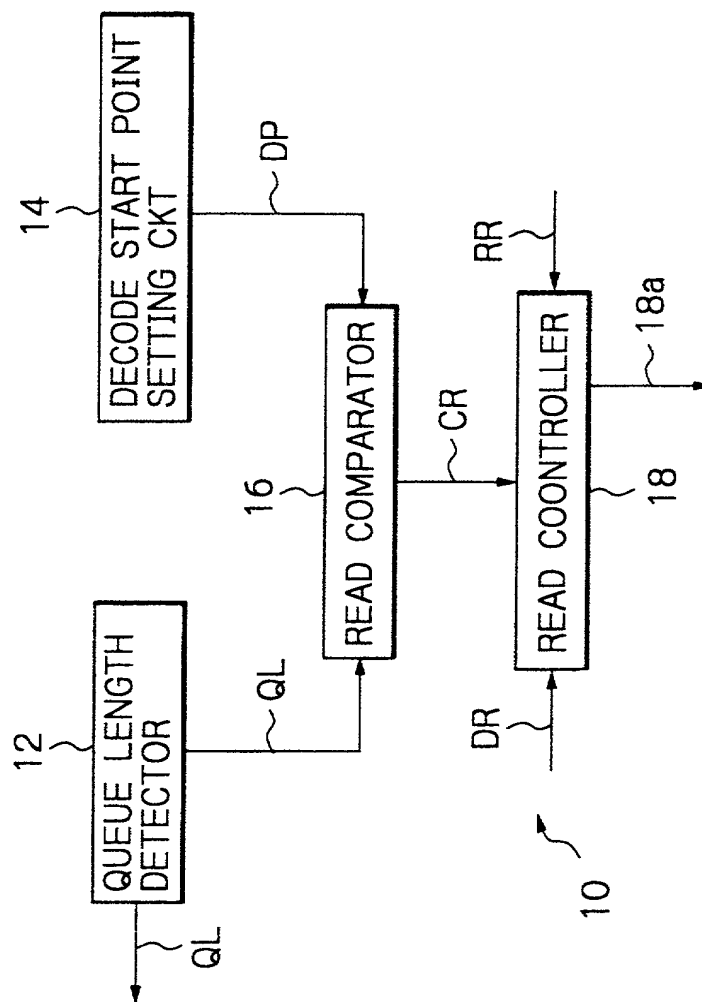 12
QUEUE LENGTH
DETECTOR
14
DECODE START POINT
SETTING CKT
QL
QL
DP
16
READ COMPARATOR
CR
DR
RR
READ COONTROLLER
18
18a
10